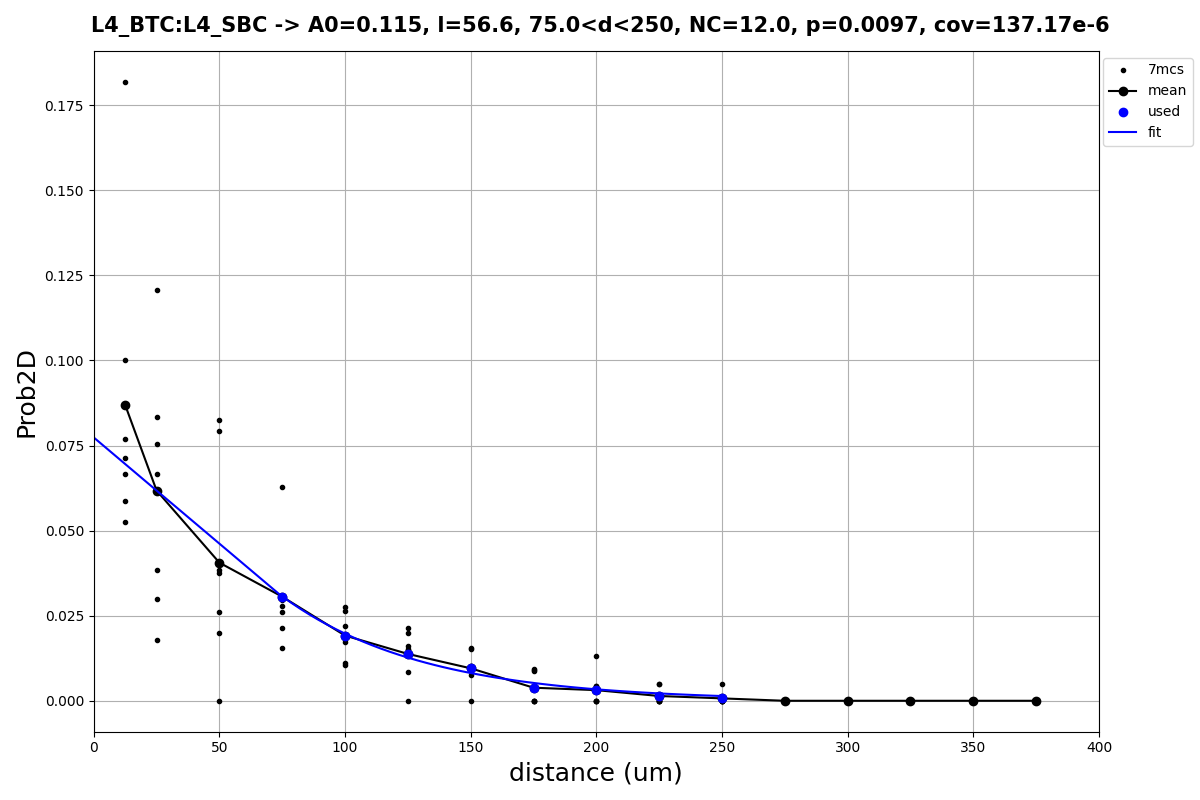 L4_BTC:L4_SBC -> A0=0.115, l=56.6, 75.0<d<250, NC=12.0, p=0.0097, cov=137.17e-6
7mcs
mean
used
fit
Prob2D
0.175
0.150
0.125
0.100
0.075
0.050
0.025
0.000
0 50 100 150 200 250 300 350 400
distance (um)